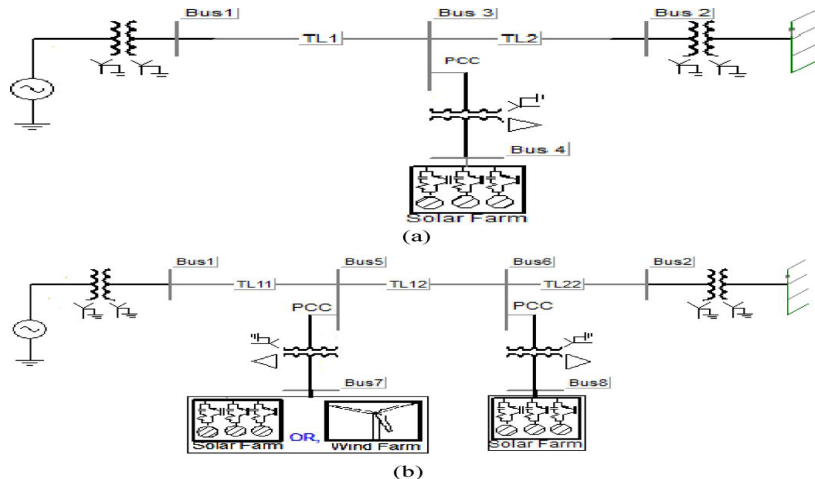 Bus1 Bus 3 Bus 2
TL1 TL2
PCC
Bus 4
Solar Farm
(a)
Bus1 Bus5 Bus6 Bus2
TL11 TL12 TL22
PCC PCC
Bus7 Bus8
OR,
Solar Farm Wind Farm Solar Farm
(b)